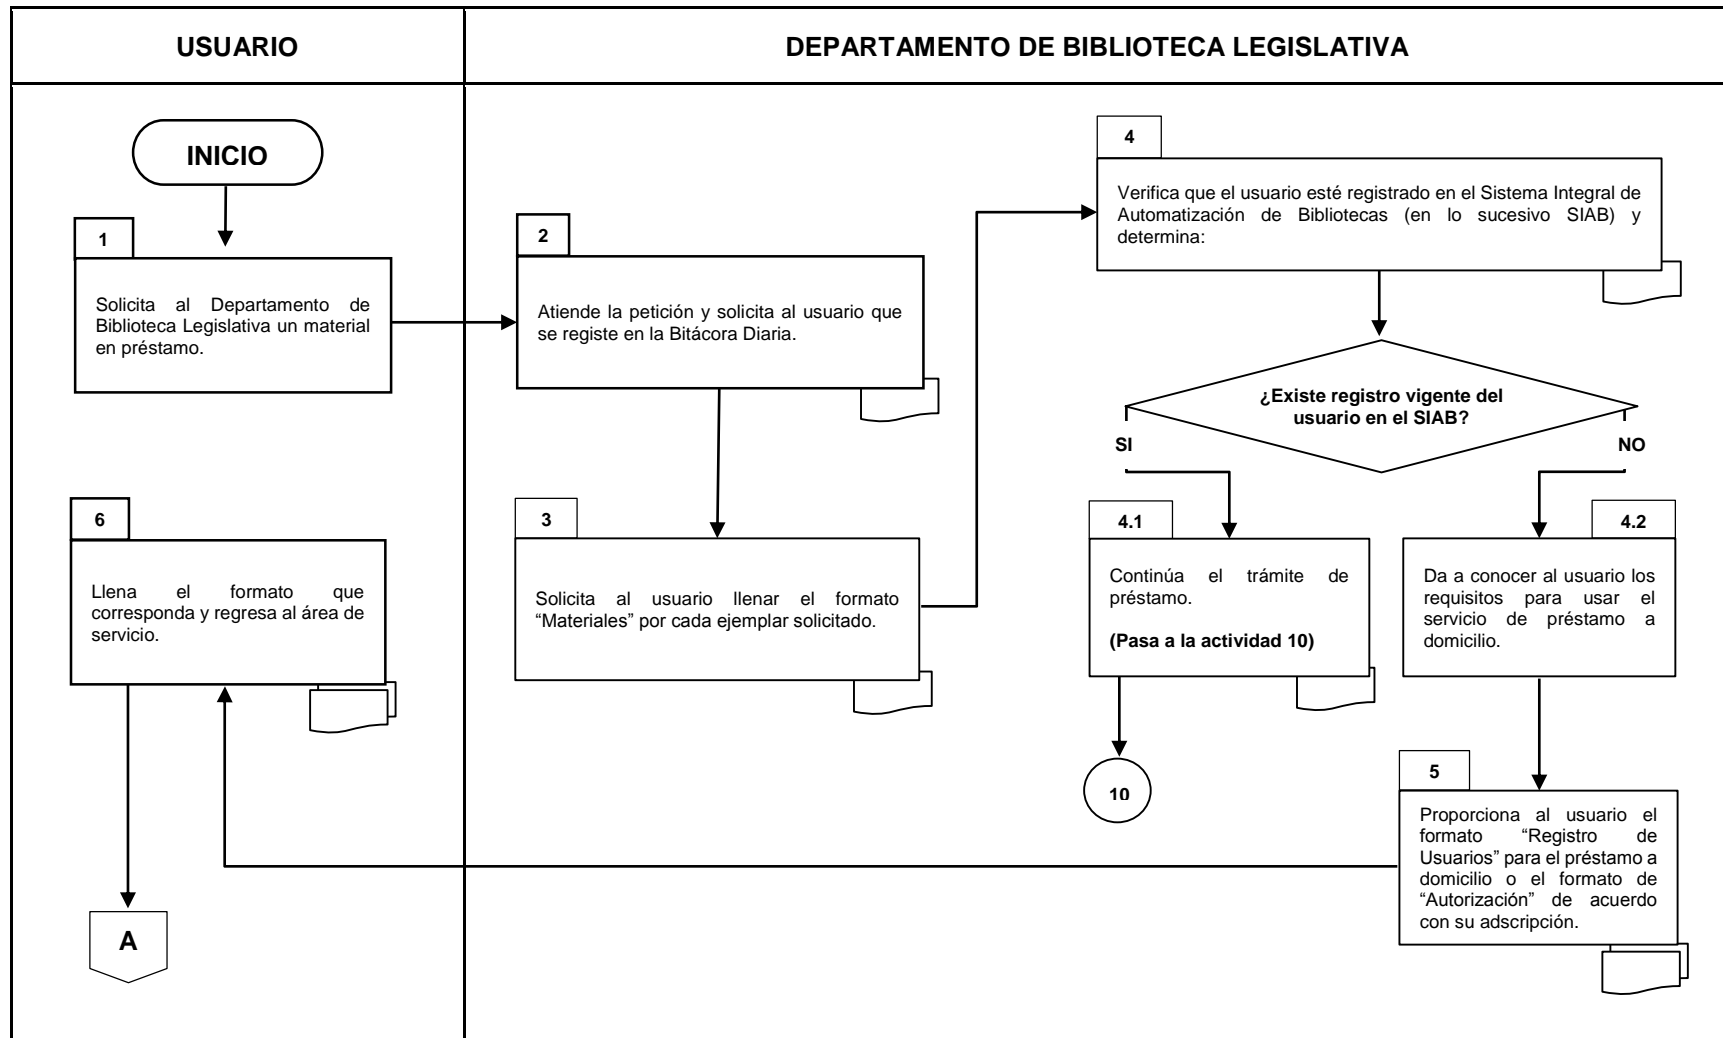 USUARIO
DEPARTAMENTO DE BIBLIOTECA LEGISLATIVA
INICIO
1
Solicita al Departamento de
Biblioteca Legislativa un material
en préstamo.
2
Atiende la petición y solicita al usuario que
se registe en la Bitácora Diaria.
3
Solicita al usuario llenar el formato
“Materiales” por cada ejemplar solicitado.
4
Verifica que el usuario esté registrado en el Sistema Integral de
Automatización de Bibliotecas (en lo sucesivo SIAB) y
determina:
¿Existe registro vigente del
usuario en el SIAB?
SI
NO
4.1
Continúa el trámite de
préstamo.
(Pasa a la actividad 10)
10
4.2
Da a conocer al usuario los
requisitos para usar el
servicio de préstamo a
domicilio.
5
Proporciona al usuario el
formato “Registro de
Usuarios” para el préstamo a
domicilio o el formato de
“Autorización” de acuerdo
con su adscripción.
6
Llena el formato que
corresponda y regresa al área de
servicio.
A